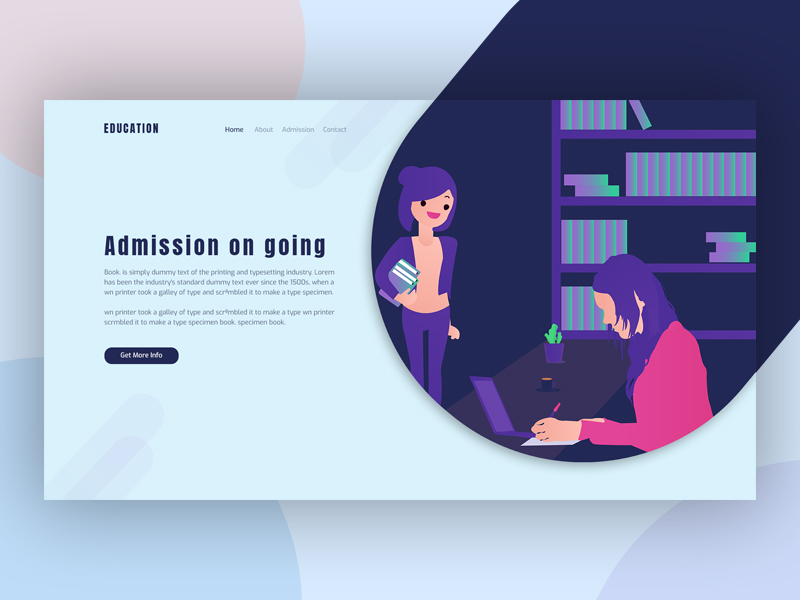 EDUCATION
Home About Admission Contact
Admission on going
Book. is simply dummy text of the printing and typesetting industry. Lorem
has been the industry's standard dummy text ever since the 1500s, when a
wn printer took a galley of type and scrªmbled it to make a type specimen.
wn printer took a galley of type and scrªmbled it to make a type wn printer
scrmbled it to make a type specimen book. specimen book.
Get More Info